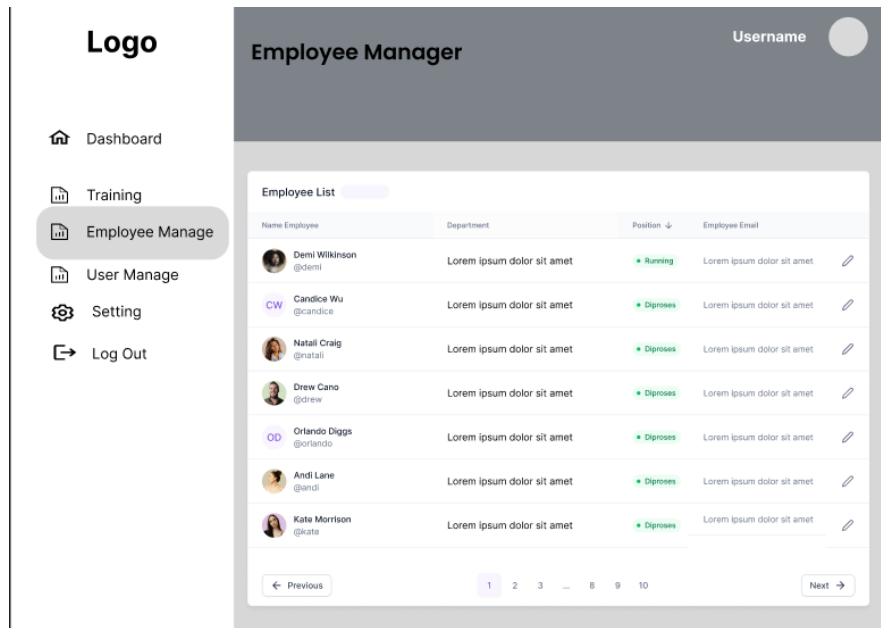 Logo
Employee Manager
Username
Dashboard
Training
Employee Manage
User Manage
Setting
Log Out
Employee List
Name Employee Department Position ↓ Employee Email
Demi Wilkinson
@demi
Lorem ipsum dolor sit amet Running Lorem ipsum dolor sit amet
CW
Candice Wu
@candice
Lorem ipsum dolor sit amet Diproses Lorem ipsum dolor sit amet
Natali Craig
@natali
Lorem ipsum dolor sit amet Diproses Lorem ipsum dolor sit amet
Drew Cano
@drew
Lorem ipsum dolor sit amet Diproses Lorem ipsum dolor sit amet
OD
Orlando Diggs
@orlando
Lorem ipsum dolor sit amet Diproses Lorem ipsum dolor sit amet
Andi Lane
@andi
Lorem ipsum dolor sit amet Diproses Lorem ipsum dolor sit amet
Kate Morrison
@kate
Lorem ipsum dolor sit amet Diproses Lorem ipsum dolor sit amet
← Previous 1 2 3 ... 8 9 10 Next →